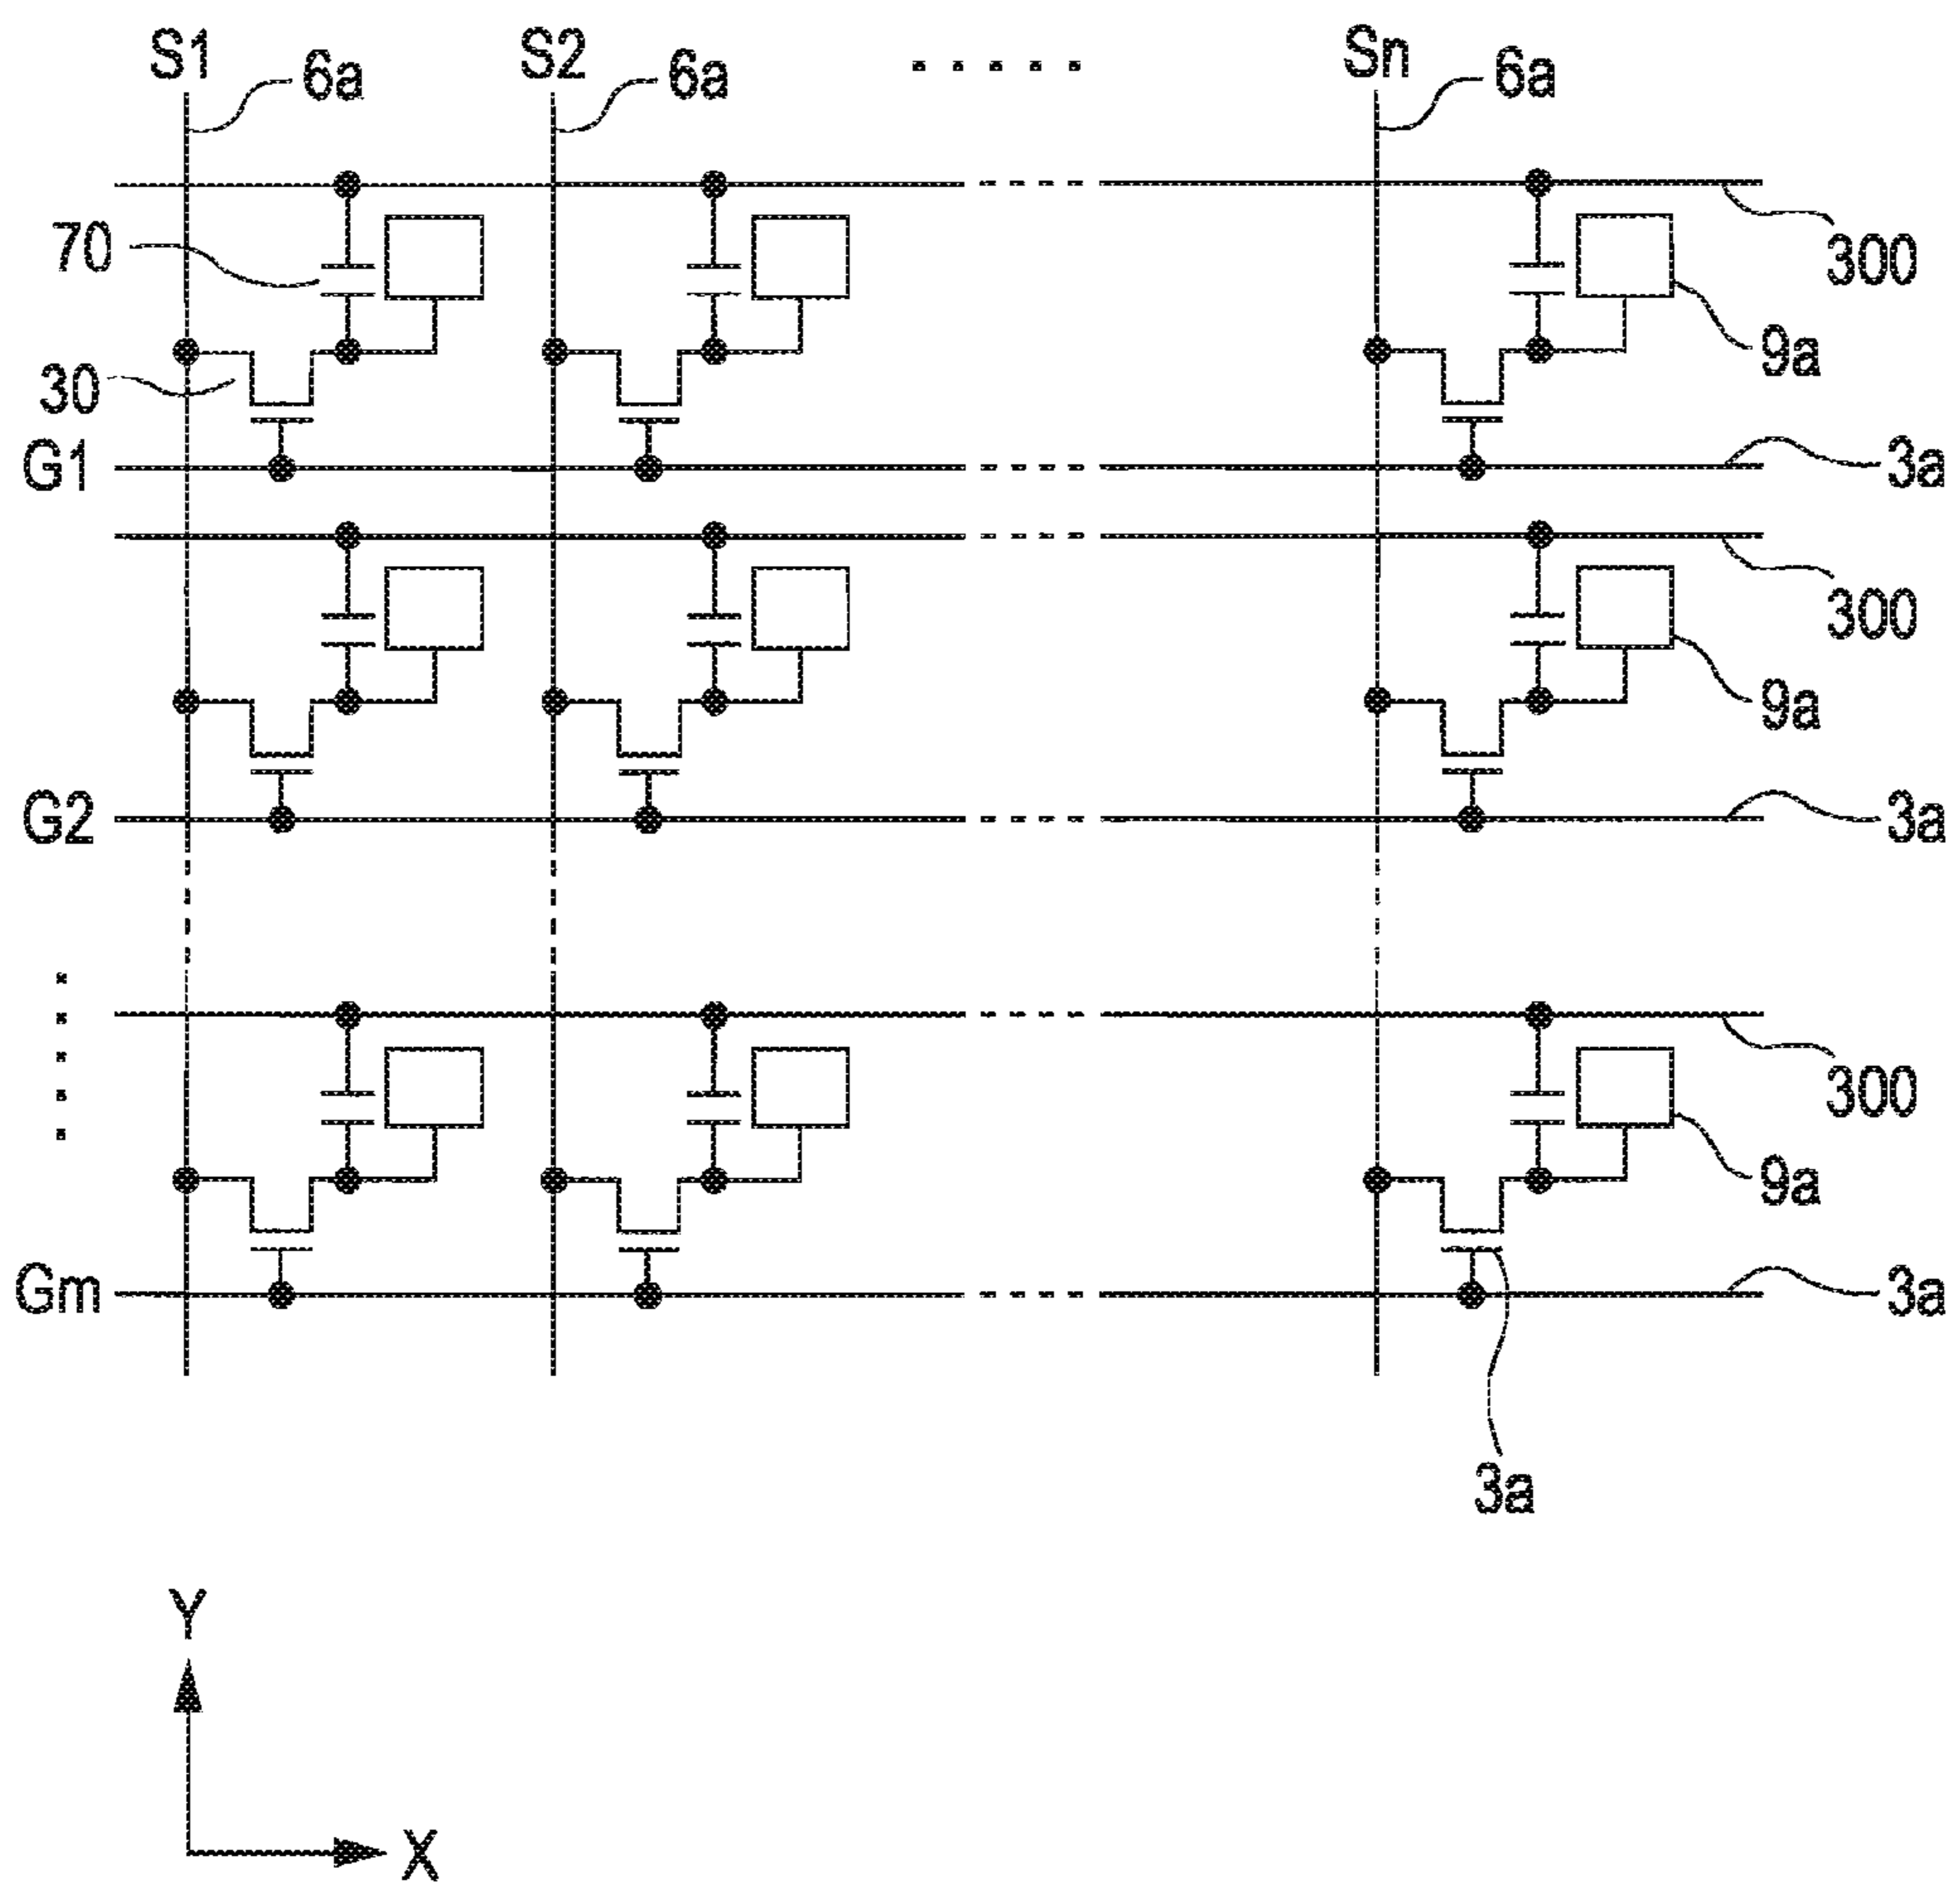 S1 6a S2 6a ..... Sn 6a
70
300
30
9a
G1 3a
300
9a
G2 3a
300
9a
Gm 3a
3a
Y
X